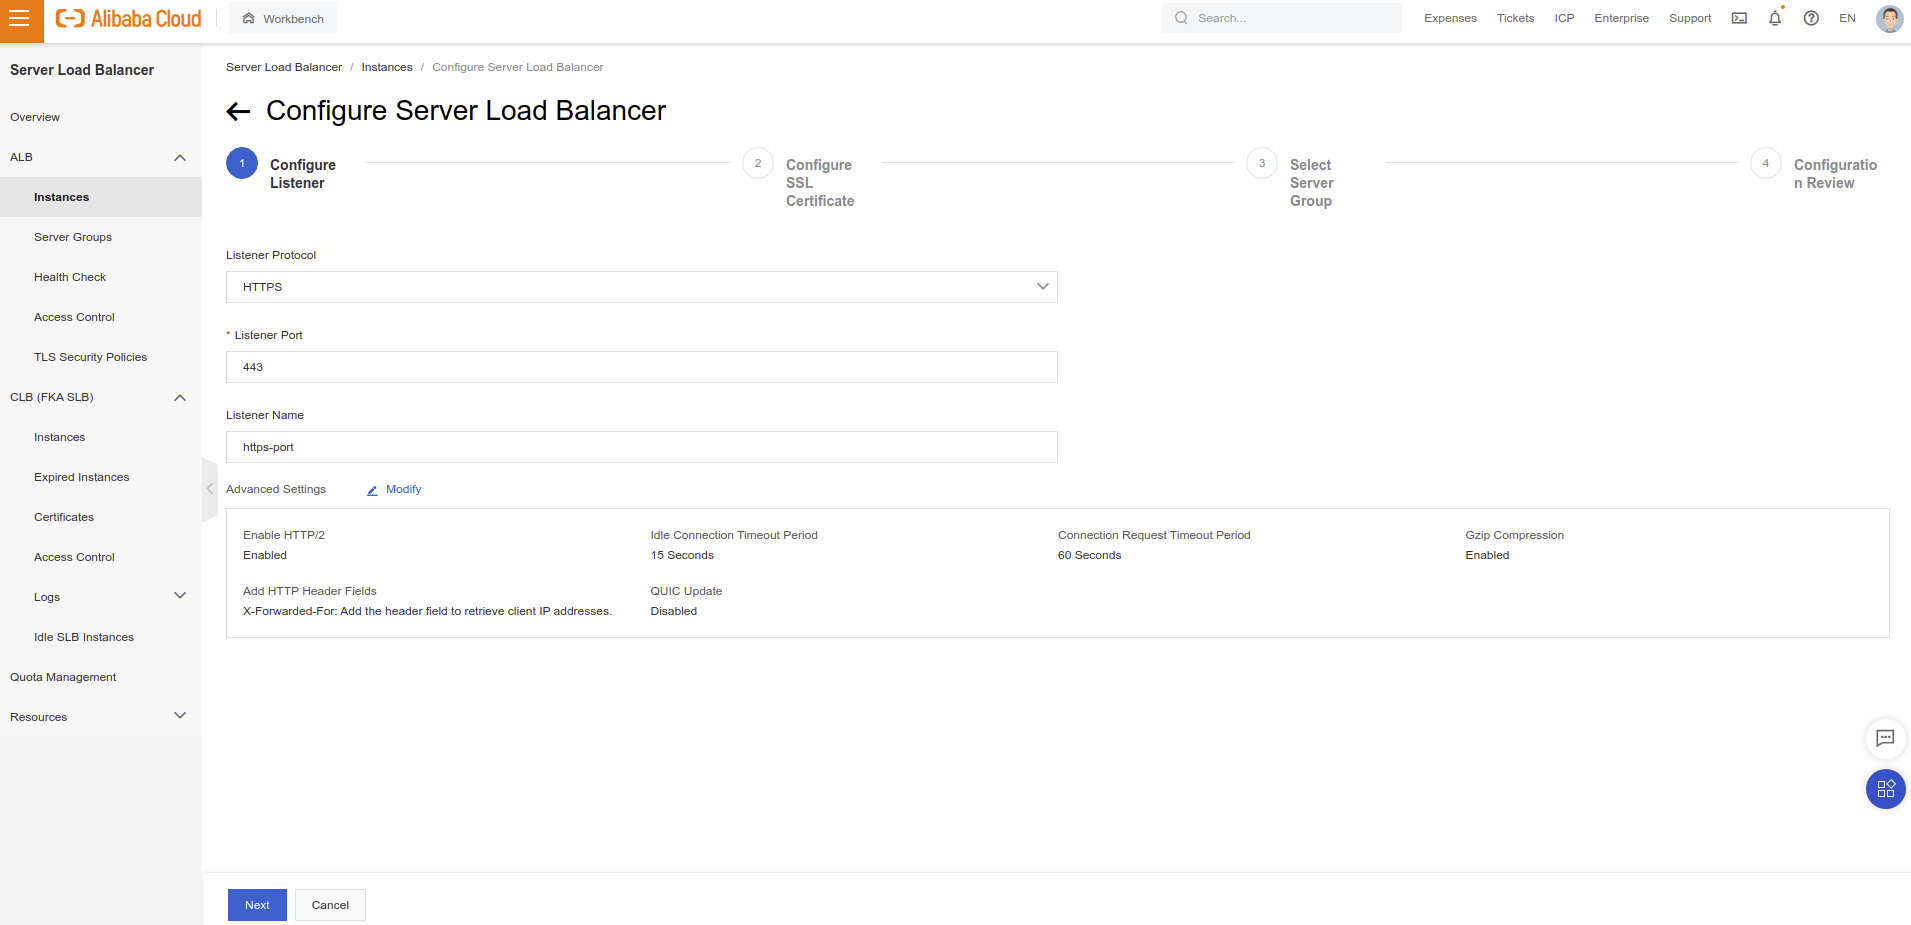 Alibaba Cloud
Workbench
Search...
Expenses
Tickets
ICP
Enterprise
Support
EN
Server Load Balancer
Overview
ALB
Instances
Server Groups
Health Check
Access Control
TLS Security Policies
CLB (FKA SLB)
Instances
Expired Instances
Certificates
Access Control
Logs
Idle SLB Instances
Quota Management
Resources
Server Load Balancer / Instances / Configure Server Load Balancer
Configure Server Load Balancer
1
Configure
Listener
2
Configure
SSL
Certificate
3
Select
Server
Group
4
Configuratio
n Review
Listener Protocol
HTTPS
* Listener Port
443
Listener Name
https-port
Advanced Settings
Modify
Enable HTTP/2
Enabled
Idle Connection Timeout Period
15 Seconds
Connection Request Timeout Period
60 Seconds
Gzip Compression
Enabled
Add HTTP Header Fields
X-Forwarded-For: Add the header field to retrieve client IP addresses.
QUIC Update
Disabled
Next
Cancel